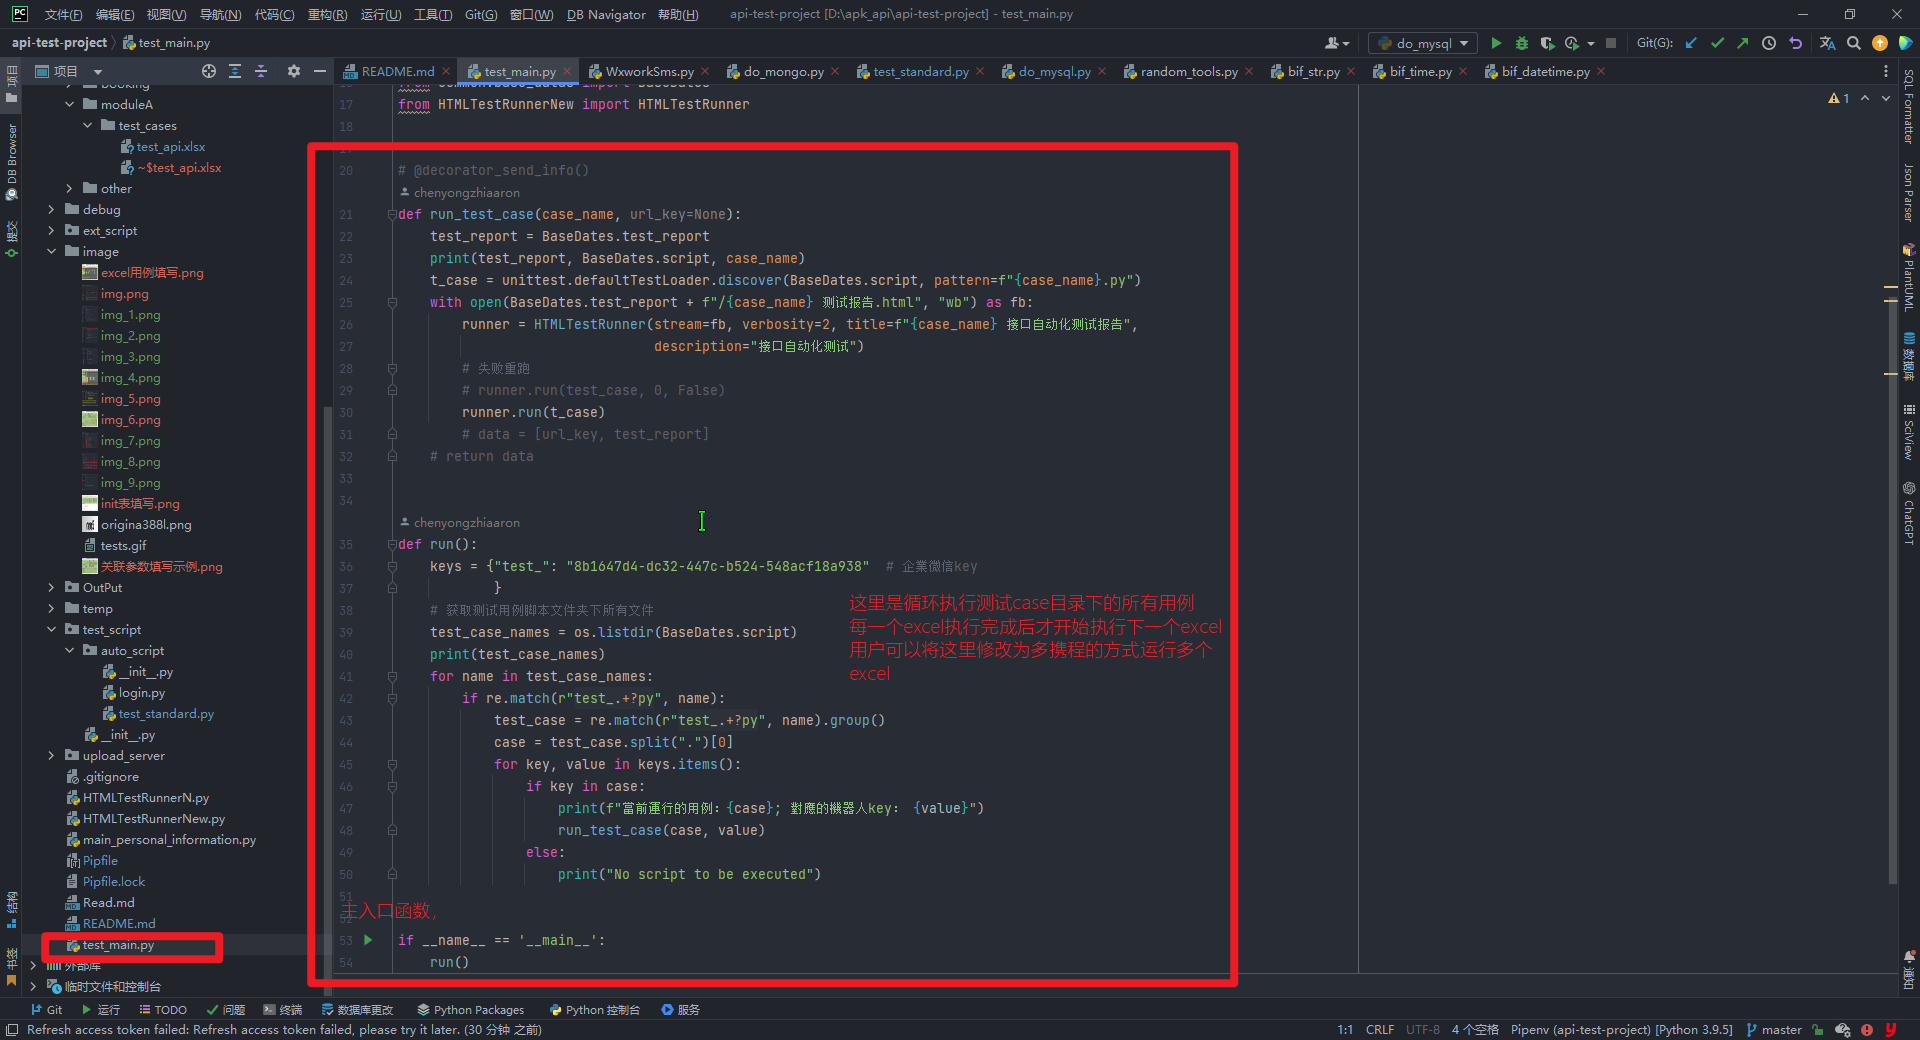 文件(F) 编辑(E) 视图(V) 导航(N) 代码(C) 重构(R) 运行(U) 工具(T) Git(G) 窗口(W) DB Navigator 帮助(H) api-test-project [D:\apk_api\api-test-project] - test_main.py
api-test-project test_main.py
do_mysql Git(G):
项目
README.md test_main.py WxworkSms.py do_mongo.py test_standard.py do_mysql.py random_tools.py bif_str.py bif_time.py bif_datetime.py
moduleA
test_cases
test_api.xlsx
~$test_api.xlsx
other
debug
ext_script
image
excel用例填写.png
img.png
img_1.png
img_2.png
img_3.png
img_4.png
img_5.png
img_6.png
img_7.png
img_8.png
img_9.png
init表填写.png
origina388l.png
tests.gif
关联参数填写示例.png
OutPut
temp
test_script
auto_script
__init__.py
login.py
test_standard.py
__init__.py
upload_server
.gitignore
HTMLTestRunnerN.py
HTMLTestRunnerNew.py
main_personal_information.py
Pipfile
Pipfile.lock
Read.md
README.md
test_main.py
外部库
临时文件和控制台
项目
DB Browser
提交
结构
书签
17 from HTMLTestRunnerNew import HTMLTestRunner
18
20 # @decorator_send_info()
chenyongzhiaaron
21 def run_test_case(case_name, url_key=None):
22 test_report = BaseDates.test_report
23 print(test_report, BaseDates.script, case_name)
24 t_case = unittest.defaultTestLoader.discover(BaseDates.script, pattern=f"{case_name}.py")
25 with open(BaseDates.test_report + f"/{case_name} 测试报告.html", "wb") as fb:
26 runner = HTMLTestRunner(stream=fb, verbosity=2, title=f"{case_name} 接口自动化测试报告",
27 description="接口自动化测试")
28 # 失败重跑
29 # runner.run(test_case, 0, False)
30 runner.run(t_case)
31 # data = [url_key, test_report]
32 # return data
33
34
chenyongzhiaaron
35 def run():
36 keys = {"test_": "8b1647d4-dc32-447c-b524-548acf18a938" # 企業微信key
37 }
38 # 获取测试用例脚本文件夹下所有文件
39 test_case_names = os.listdir(BaseDates.script)
40 print(test_case_names)
41 for name in test_case_names:
42 if re.match(r"test_.+?py", name):
43 test_case = re.match(r"test_.+?py", name).group()
44 case = test_case.split(".")[0]
45 for key, value in keys.items():
46 if key in case:
47 print(f"當前運行的用例: {case}; 對應的機器人key: {value}")
48 run_test_case(case, value)
49 else:
50 print("No script to be executed")
51
53 if __name__ == '__main__':
54 run()
这里是循环执行测试case目录下的所有用例
每一个excel执行完成后才开始执行下一个excel
用户可以将这里修改为多携程的方式运行多个
excel
主入口函数,
1
SQL Formatter
Json Parser
PlantUML
数据库
SciView
ChatGPT
通知
Git 运行 TODO 问题 终端 数据库更改 Python Packages Python 控制台 服务
Refresh access token failed: Refresh access token failed, please try it later. (30 分钟 之前) 1:1 CRLF UTF-8 4 个空格 Pipenv (api-test-project) [Python 3.9.5] master